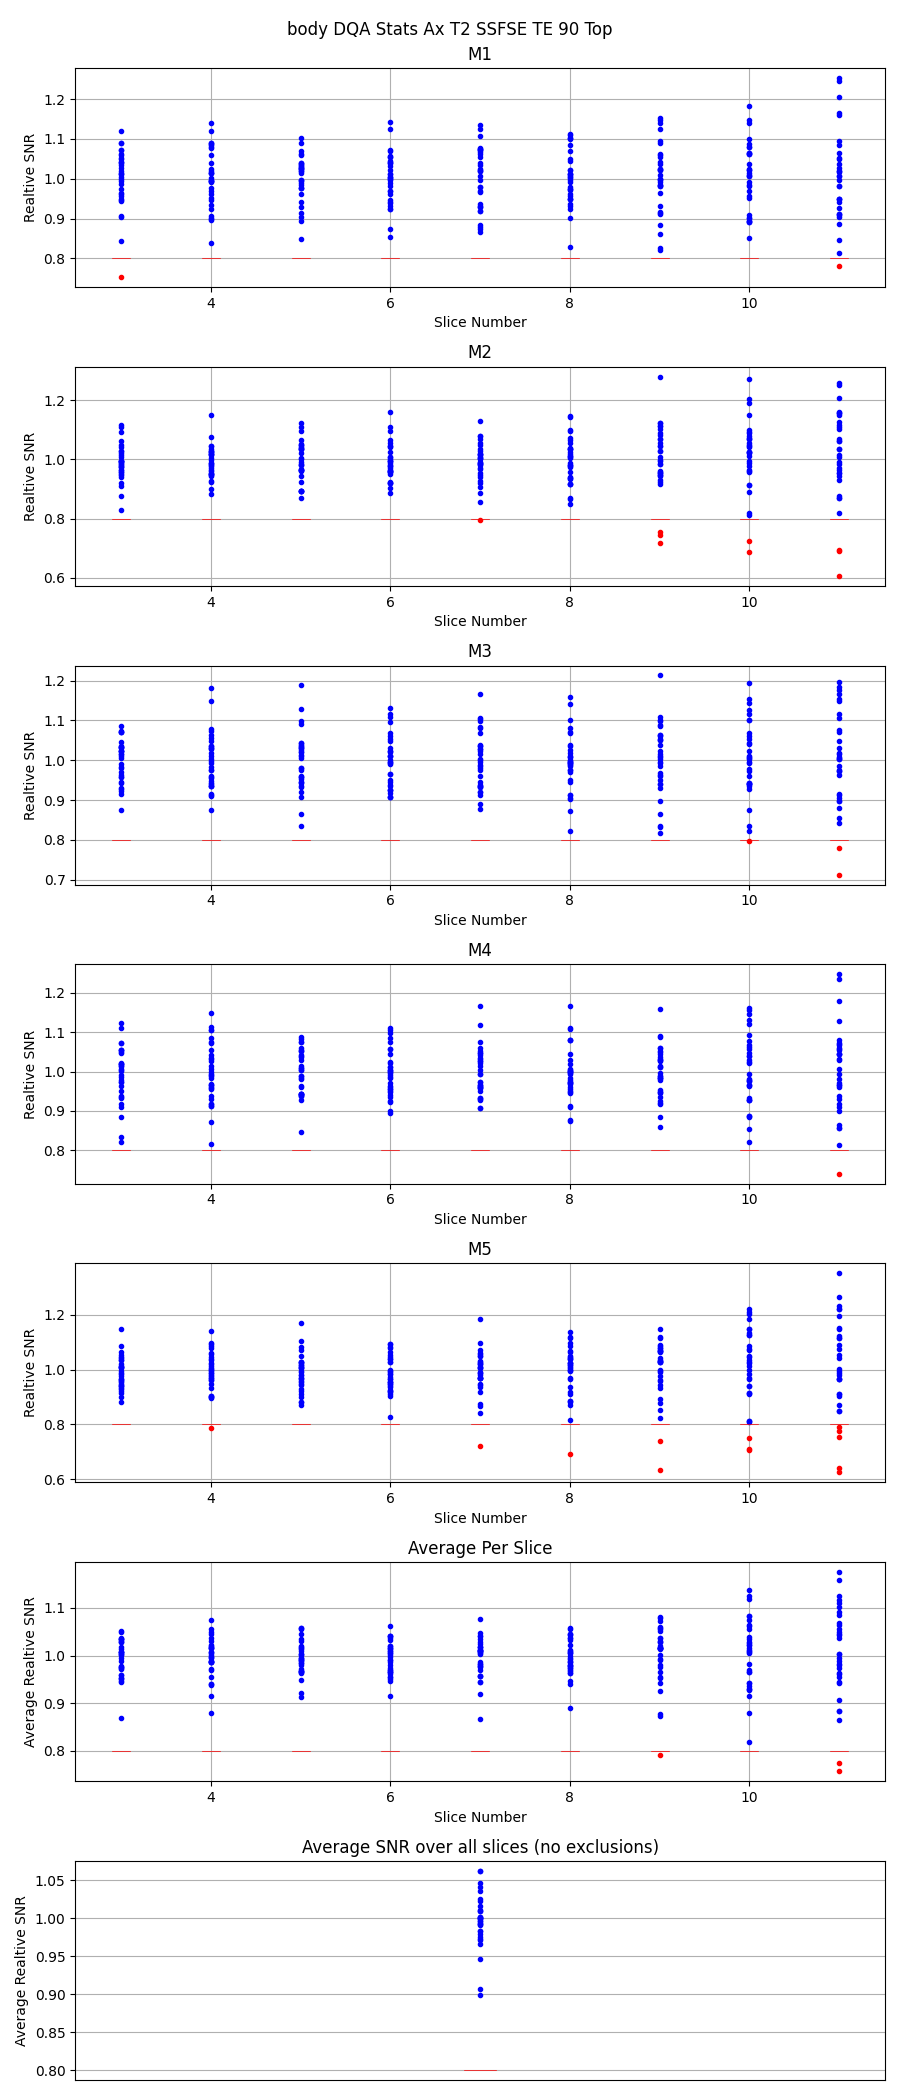 body DQA Stats Ax T2 SSFSE TE 90 Top
M1
1.2
1.1
1.0
0.9
0.8
Realtive SNR
4 6 8 10
Slice Number
M2
1.2
1.0
0.8
0.6
Realtive SNR
4 6 8 10
Slice Number
M3
1.2
1.1
1.0
0.9
0.8
0.7
Realtive SNR
4 6 8 10
Slice Number
M4
1.2
1.1
1.0
0.9
0.8
Realtive SNR
4 6 8 10
Slice Number
M5
1.2
1.0
0.8
0.6
Realtive SNR
4 6 8 10
Slice Number
Average Per Slice
1.1
1.0
0.9
0.8
Average Realtive SNR
4 6 8 10
Slice Number
Average SNR over all slices (no exclusions)
1.05
1.00
0.95
0.90
0.85
0.80
Average Realtive SNR